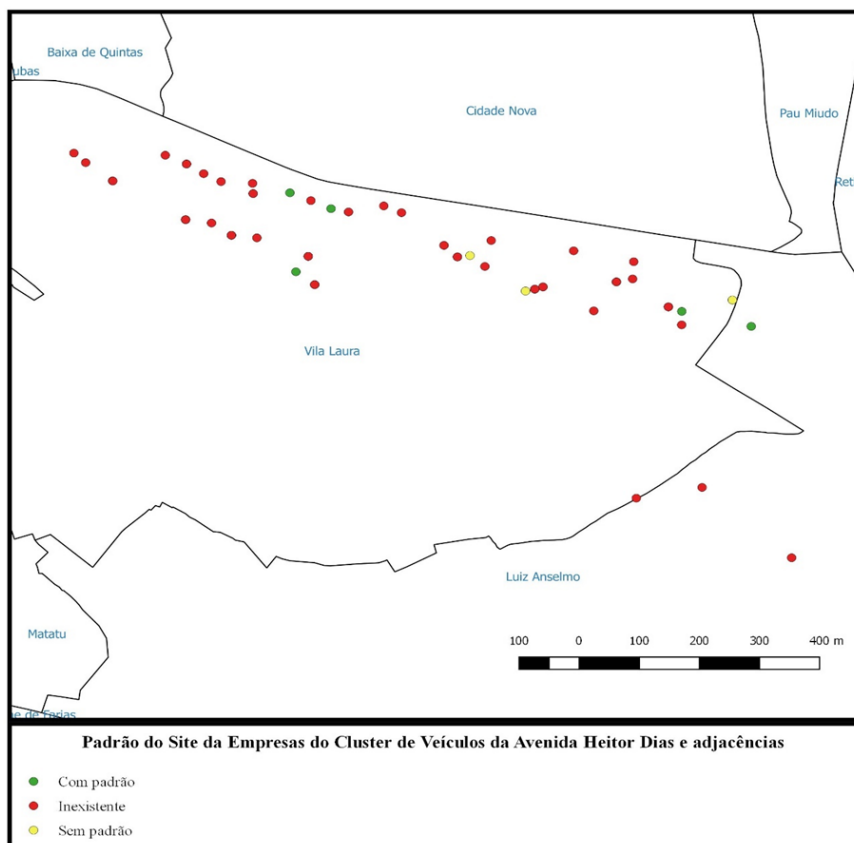 Baixa de Quintas
ubas
Cidade Nova
Pau Miudo
Ret
Vila Laura
Luiz Anselmo
Matatu
100 0 100 200 300 400 m
e de Farias
Padrão do Site da Empresas do Cluster de Veículos da Avenida Heitor Dias e adjacências
Com padrão
Inexistente
Sem padrão